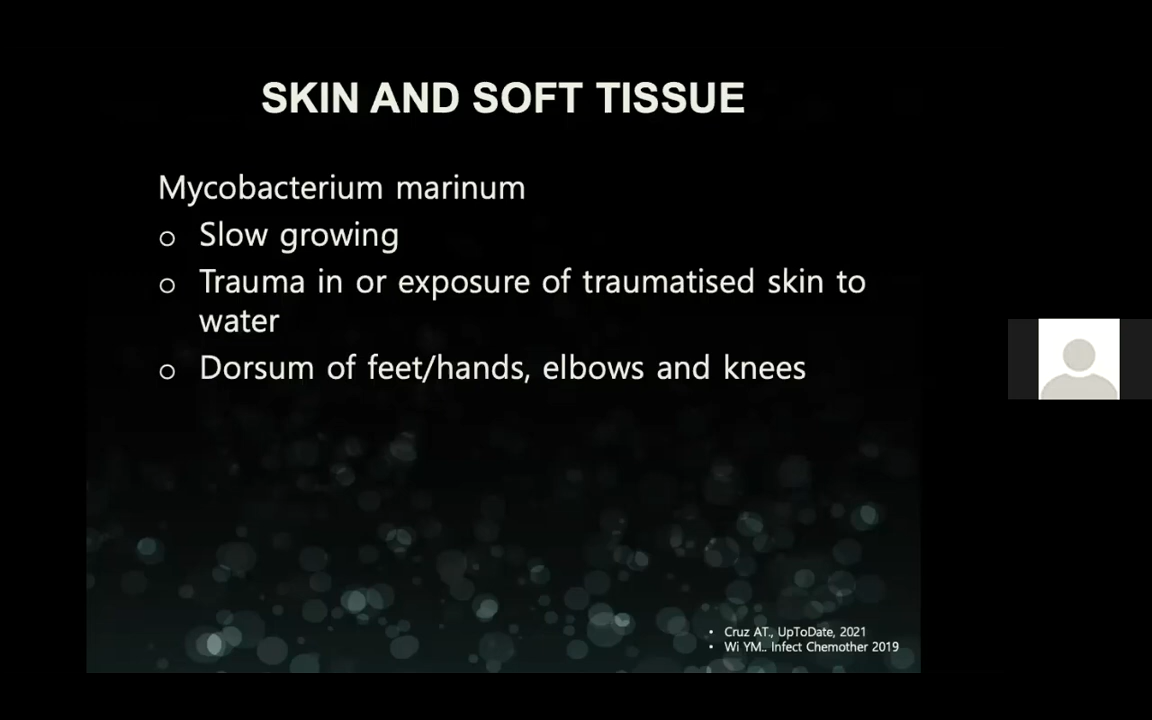 SKIN AND SOFT TISSUE
Mycobacterium marinum
o Slow growing
o Trauma in or exposure of traumatised skin to
water
o Dorsum of feet/hands, elbows and knees
• Cruz AT., UpToDate, 2021
• Wi YM.. Infect Chemother 2019